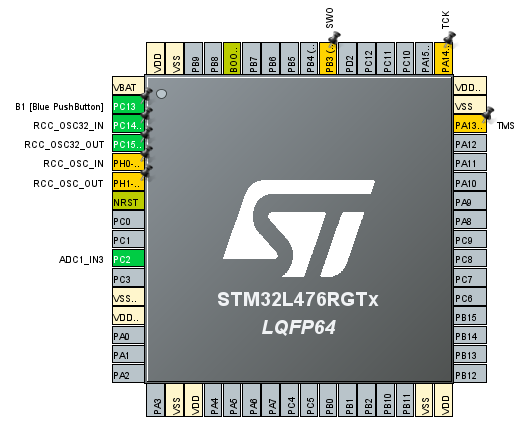 SWO
TCK
VDD
VSS
PB9
PB8
BOO..
PB7
PB6
PB5
PB4 (..
PB3 (..
PD2
PC12
PC11
PC10
PA15..
PA14..
VBAT
B1 [Blue PushButton] PC13
RCC_OSC32_IN PC14..
RCC_OSC32_OUT PC15..
RCC_OSC_IN PH0-..
RCC_OSC_OUT PH1-..
NRST
PC0
PC1
ADC1_IN3 PC2
PC3
VSS..
VDD..
PA0
PA1
PA2
ST
STM32L476RGTx
LQFP64
VDD..
VSS
PA13.. TMS
PA12
PA11
PA10
PA9
PA8
PC9
PC8
PC7
PC6
PB15
PB14
PB13
PB12
PA3
VSS
VDD
PA4
PA5
PA6
PA7
PC4
PC5
PB0
PB1
PB2
PB10
PB11
VSS
VDD